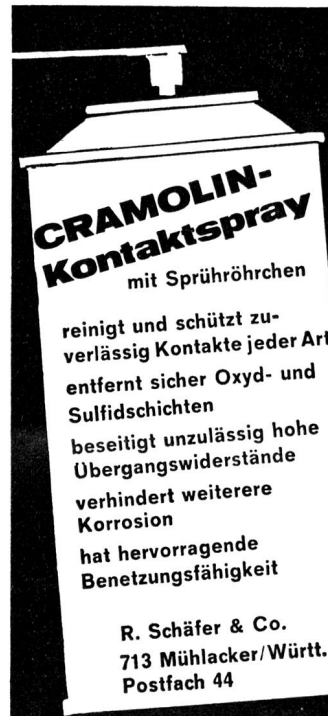 CRAMOLIN-
Kontaktspray
mit Sprühröhrchen
reinigt und schützt zu-
verlässig Kontakte jeder Art
entfernt sicher Oxyd- und
Sulfidschichten
beseitigt unzulässig hohe
Übergangswiderstände
verhindert weiterere
Korrosion
hat hervorragende
Benetzungsfähigkeit
R. Schäfer & Co.
713 Mühlacker/Württ.
Postfach 44